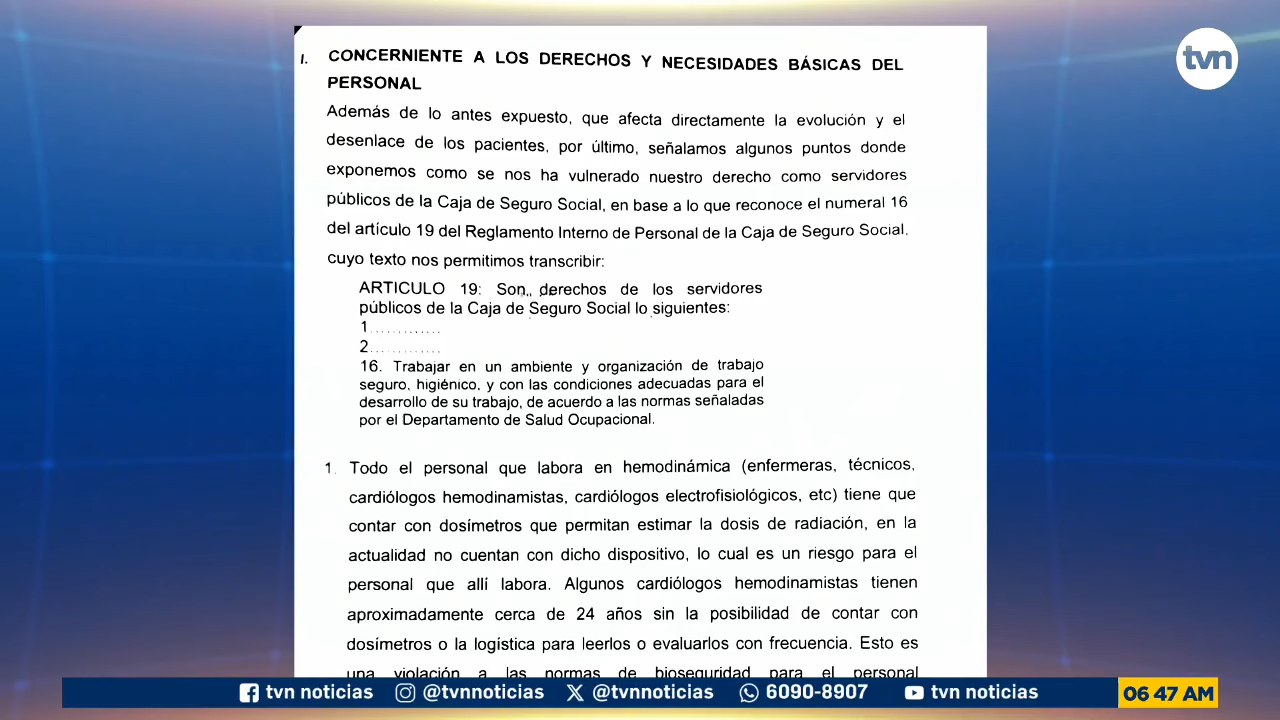 tvn
I. CONCERNIENTE A LOS DERECHOS Y NECESIDADES BÁSICAS DEL
PERSONAL
Además de lo antes expuesto, que afecta directamente la evolución y el
desenlace de los pacientes, por último, señalamos algunos puntos donde
exponemos como se nos ha vulnerado nuestro derecho como servidores
públicos de la Caja de Seguro Social, en base a lo que reconoce el numeral 16
del artículo 19 del Reglamento Interno de Personal de la Caja de Seguro Social,
cuyo texto nos permitimos transcribir:
ARTICULO 19: Son, derechos de los servidores
públicos de la Caja de Seguro Social lo siguientes:
1.............
2.............
16. Trabajar en un ambiente y organización de trabajo
seguro, higiénico, y con las condiciones adecuadas para el
desarrollo de su trabajo, de acuerdo a las normas señaladas
por el Departamento de Salud Ocupacional.
1. Todo el personal que labora en hemodinámica (enfermeras, técnicos,
cardiólogos hemodinamistas, cardiólogos electrofisiológicos, etc) tiene que
contar con dosímetros que permitan estimar la dosis de radiación, en la
actualidad no cuentan con dicho dispositivo, lo cual es un riesgo para el
personal que allí labora. Algunos cardiólogos hemodinamistas tienen
aproximadamente cerca de 24 años sin la posibilidad de contar con
dosímetros o la logística para leerlos o evaluarlos con frecuencia. Esto es
una violación a las normas de bioseguridad para el personal
tvn noticias @tvnnoticias @tvnnoticias 6090-8907 tvn noticias
06 47 AM